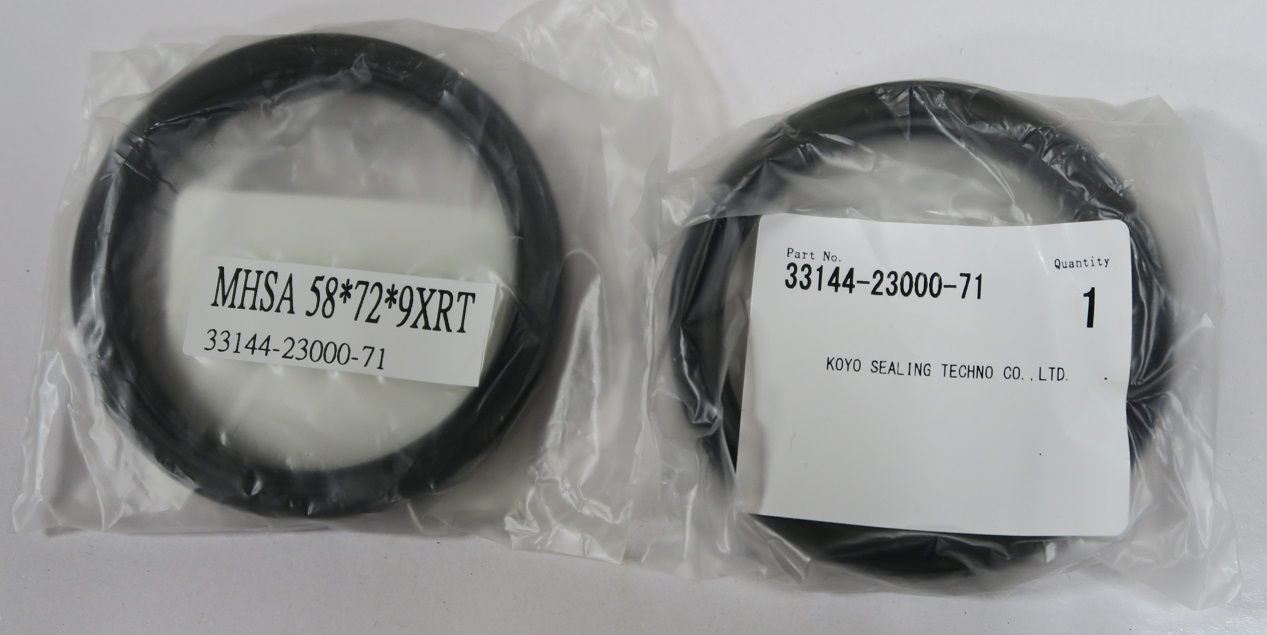 MHSA 58*72*9XRT
33144-23000-71
Part No.
33144-23000-71
Quantity
1
KOYO SEALING TECHNO CO.,LTD.